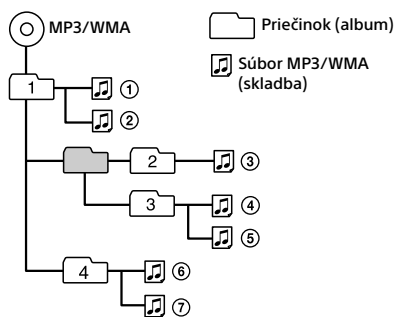 MP3/WMA
Priečinok (album)
Súbor MP3/WMA
(skladba)
1
①
②
2
③
3
④
⑤
4
⑥
⑦